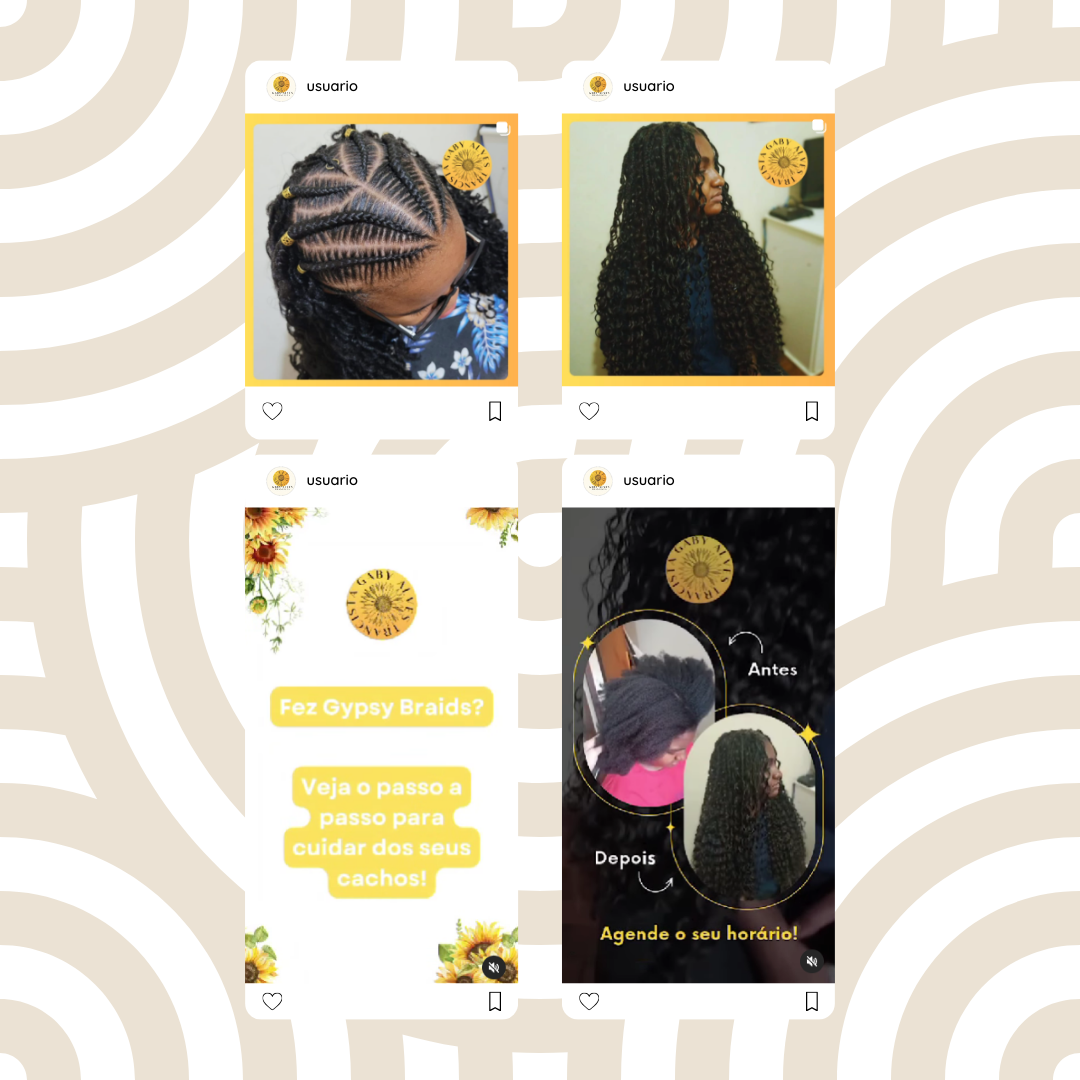 usuario
usuario
GABY ALVES TRANCISTA
GABY ALVES TRANCISTA
usuario
usuario
GABY ALVES TRANCISTA
Fez Gypsy Braids?
Veja o passo a
passo para
cuidar dos seus
cachos!
GABY ALVES TRANCISTA
Antes
Depois
Agende o seu horário!